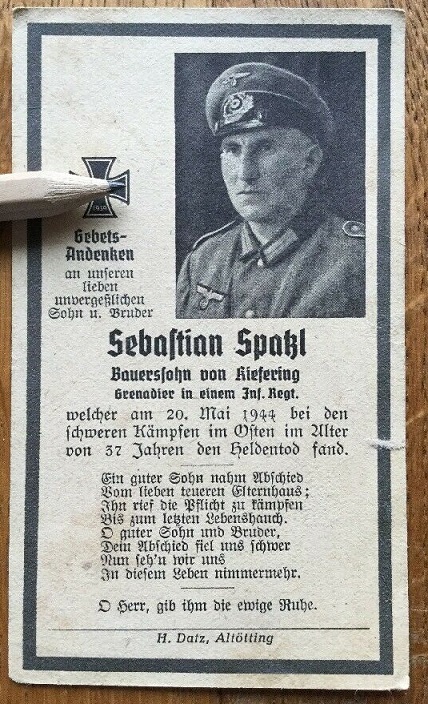 Gebets-
Andenken
an unseren
lieben
unvergeßlichen
Sohn u. Bruder
Sebastian Spatzl
Bauerssohn von Kiefering
Grenadier in einem Inf. Regt.
welcher am 20. Mai 1944 bei den
schweren Kämpfen im Osten im Alter
von 37 Jahren den Heldentod fand.
Ein guter Sohn nahm Abschied
Vom lieben teueren Elternhaus;
Ihn rief die Pflicht zu kämpfen
Bis zum letzten Lebenshauch.
O guter Sohn und Bruder,
Dein Abschied fiel uns schwer
Nun seh'n wir uns
In diesem Leben nimmermehr.
O Herr, gib ihm die ewige Ruhe.
H. Datz, Altötting